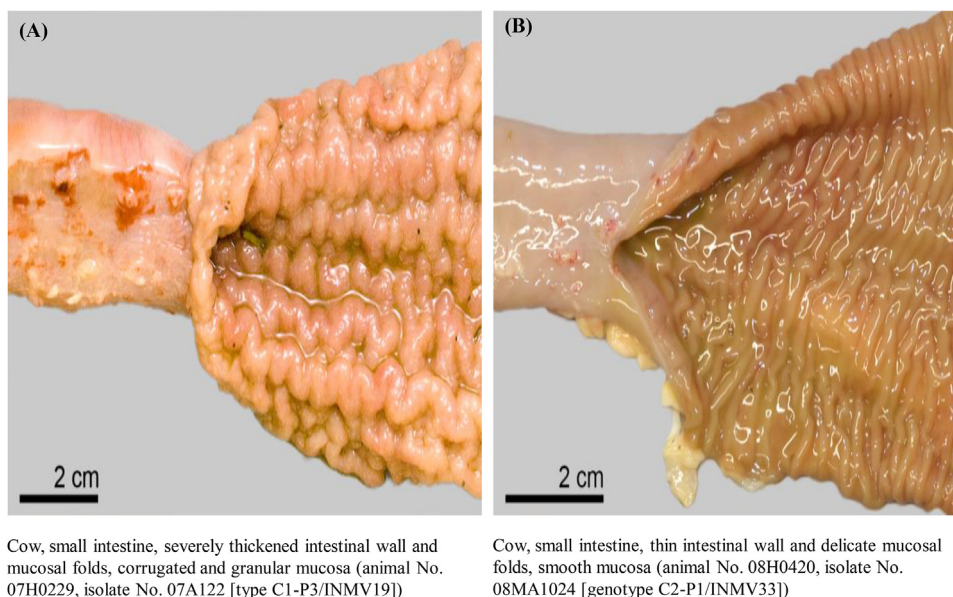 (A)
(B)
2 cm
2 cm
Cow, small intestine, severely thickened intestinal wall and
mucosal folds, corrugated and granular mucosa (animal No.
07H0229, isolate No. 07A122 [type C1-P3/INMV19])
Cow, small intestine, thin intestinal wall and delicate mucosal
folds, smooth mucosa (animal No. 08H0420, isolate No.
08MA1024 [genotype C2-P1/INMV33])